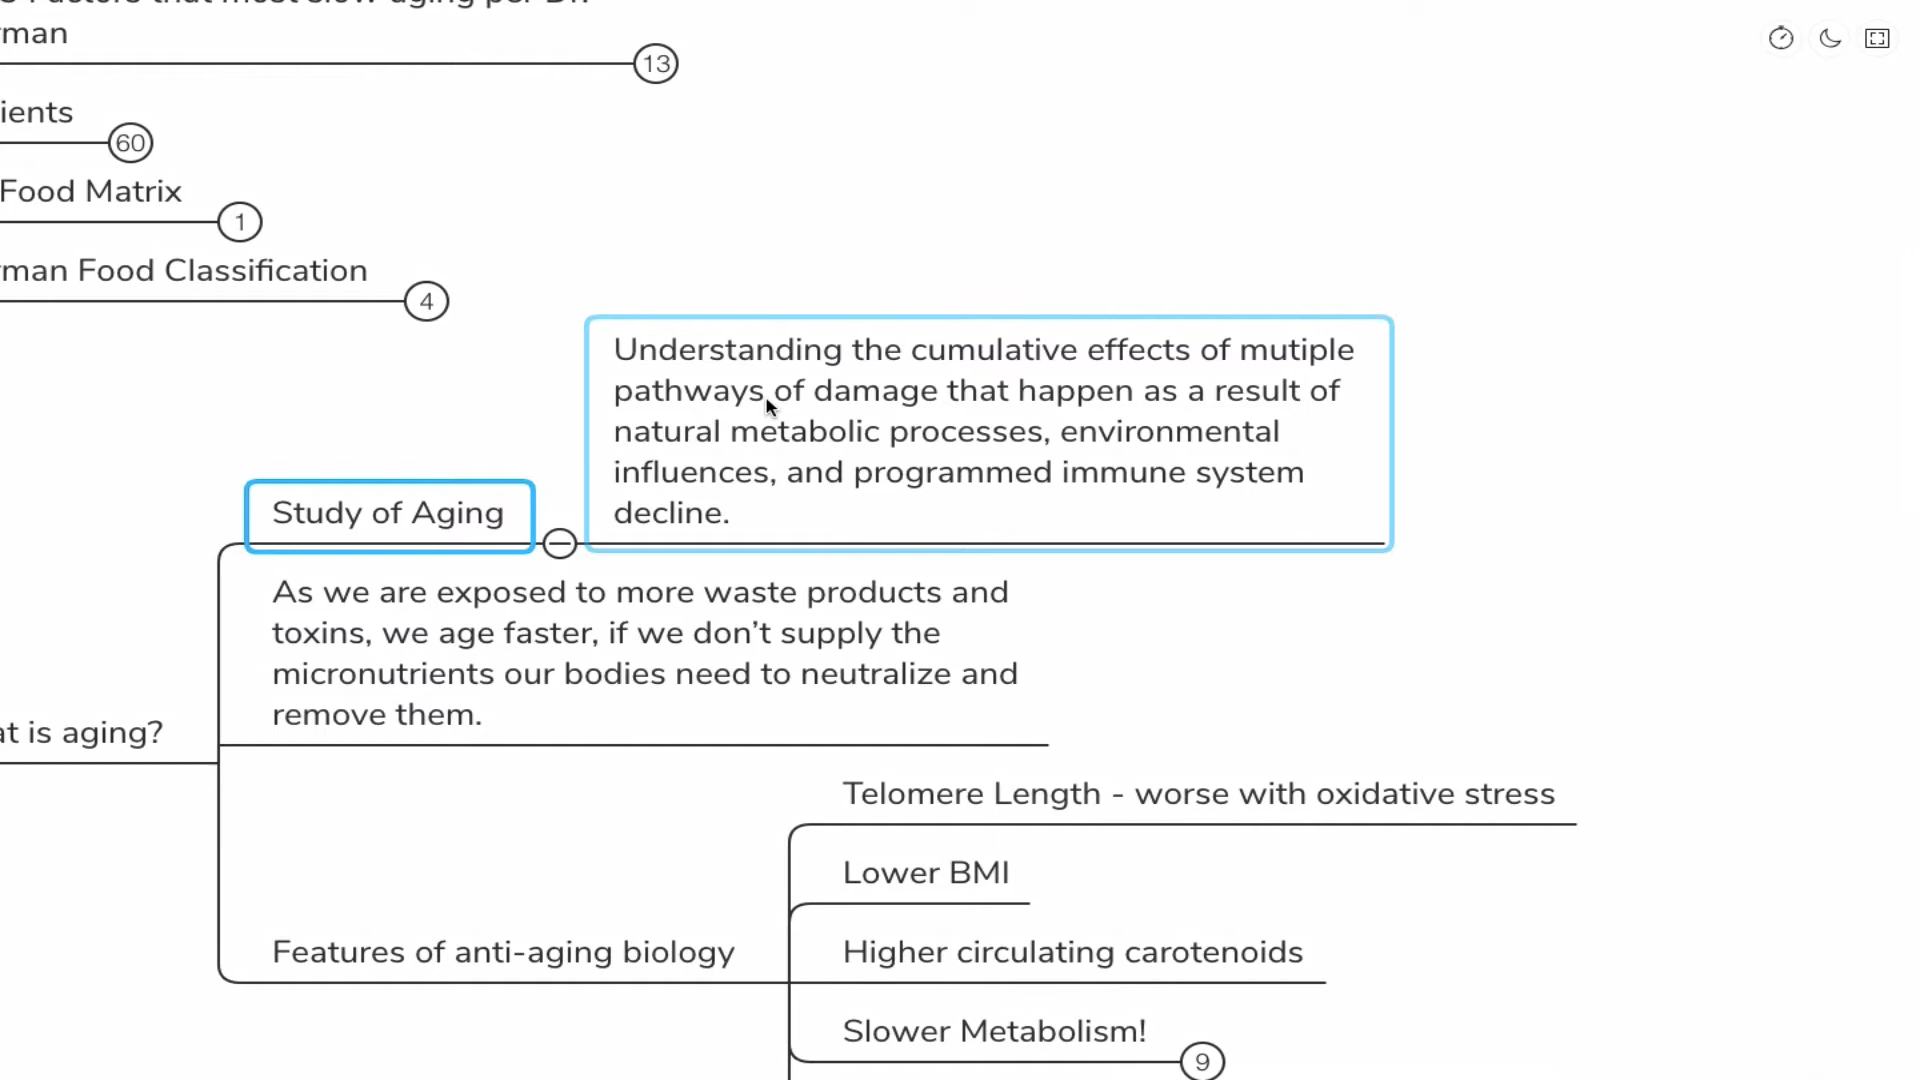 rman
13
ients
60
Food Matrix
1
rman Food Classification
4
Understanding the cumulative effects of mutiple
pathways of damage that happen as a result of
natural metabolic processes, environmental
influences, and programmed immune system
decline.
Study of Aging
As we are exposed to more waste products and
toxins, we age faster, if we don’t supply the
micronutrients our bodies need to neutralize and
remove them.
at is aging?
Telomere Length - worse with oxidative stress
Lower BMI
Features of anti-aging biology
Higher circulating carotenoids
Slower Metabolism!
9